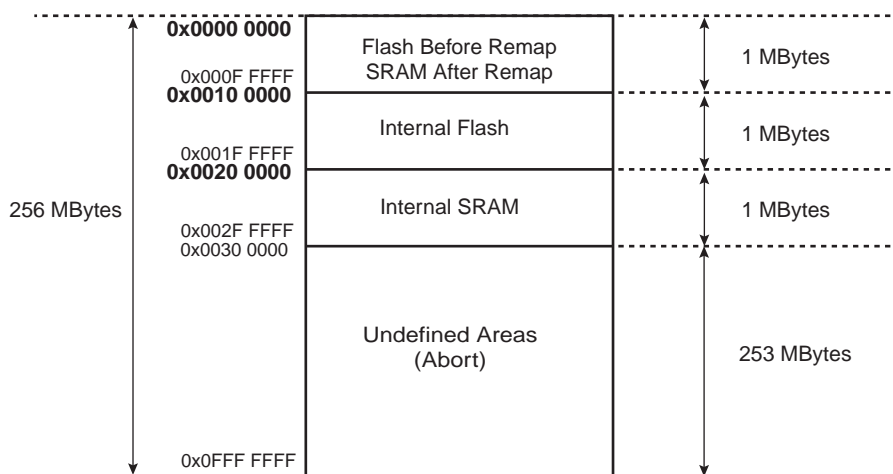 0x0000 0000
Flash Before Remap
SRAM After Remap
1 MBytes
0x000F FFFF
0x0010 0000
Internal Flash
1 MBytes
0x001F FFFF
0x0020 0000
256 MBytes
Internal SRAM
1 MBytes
0x002F FFFF
0x0030 0000
Undefined Areas
(Abort)
253 MBytes
0x0FFF FFFF